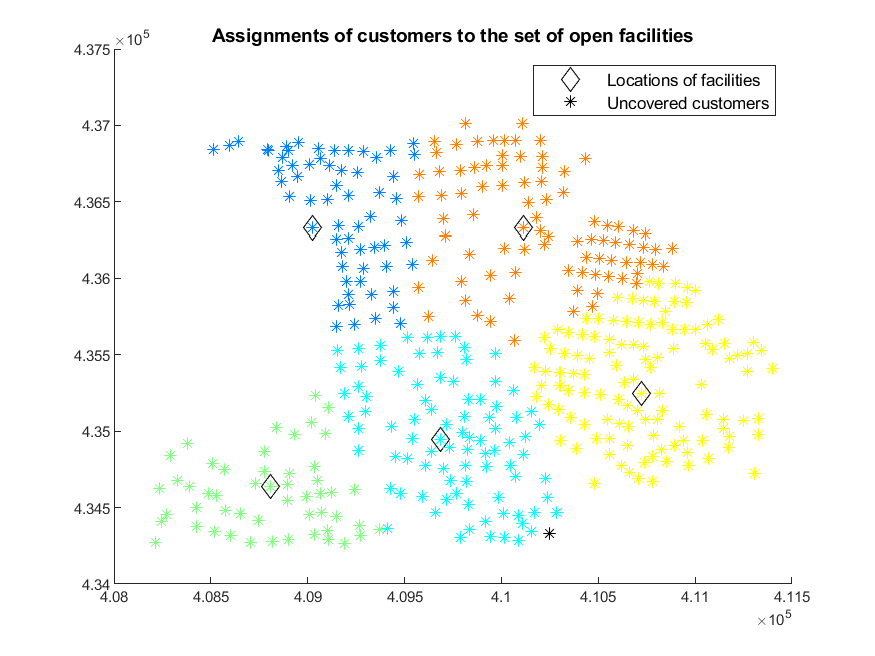 Assignments of customers to the set of open facilities
×10^5
4.375
4.37
4.365
4.36
4.355
4.35
4.345
4.34
Locations of facilities
Uncovered customers
4.08 4.085 4.09 4.095 4.1 4.105 4.11 4.115
×10^5